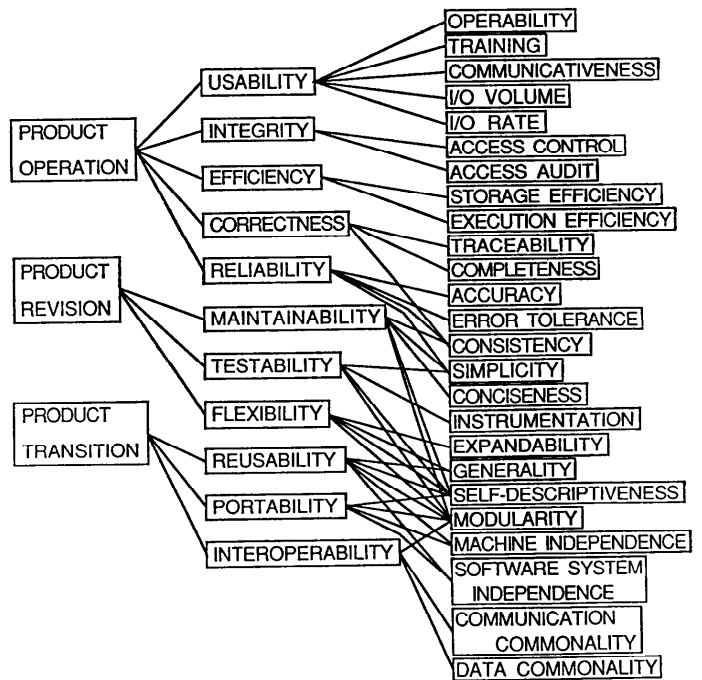 PRODUCT
OPERATION
PRODUCT
REVISION
PRODUCT
TRANSITION
USABILITY
INTEGRITY
EFFICIENCY
CORRECTNESS
RELIABILITY
MAINTAINABILITY
TESTABILITY
FLEXIBILITY
REUSABILITY
PORTABILITY
INTEROPERABILITY
OPERABILITY
TRAINING
COMMUNICATIVENESS
I/O VOLUME
I/O RATE
ACCESS CONTROL
ACCESS AUDIT
STORAGE EFFICIENCY
EXECUTION EFFICIENCY
TRACEABILITY
COMPLETENESS
ACCURACY
ERROR TOLERANCE
CONSISTENCY
SIMPLICITY
CONCISENESS
INSTRUMENTATION
EXPANDABILITY
GENERALITY
SELF-DESCRIPTIVENESS
MODULARITY
MACHINE INDEPENDENCE
SOFTWARE SYSTEM
INDEPENDENCE
COMMUNICATION
COMMONALITY
DATA COMMONALITY